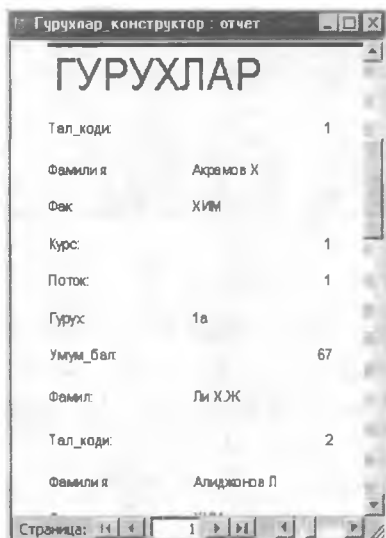 Гурухлар_конструктор : отчет
ГУРУХЛАР
Тал_коди: 1
Фамилия Акрамов Х
Фак ХИМ
Курс: 1
Поток: 1
Гурух: 1а
Умум_бал: 67
Фамил: Ли Х.Ж
Тал_коди: 2
Фамилия Алиджонов Л
Страница: 1